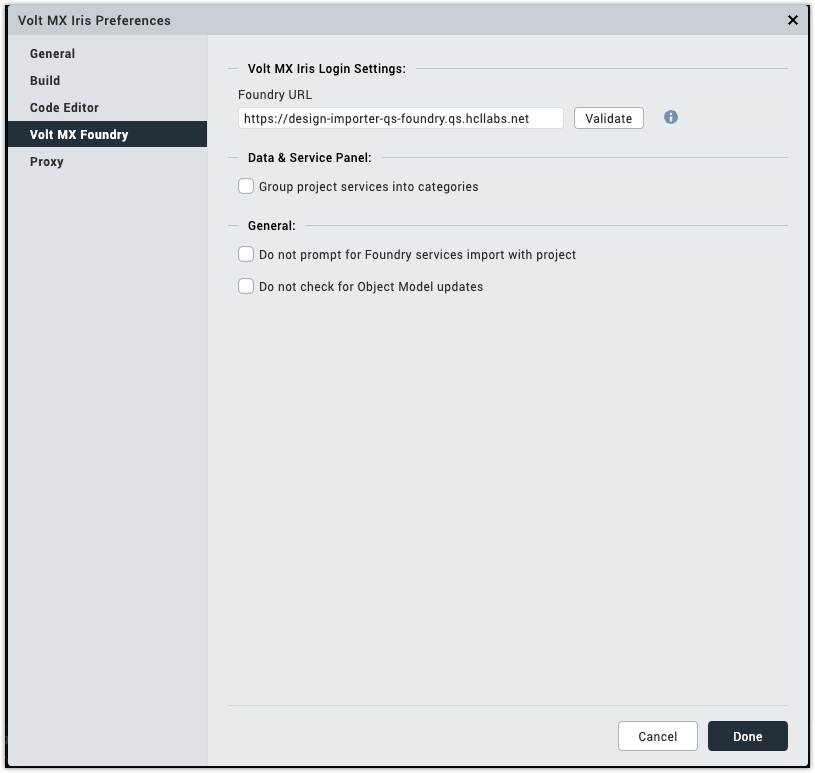 Volt MX Iris Preferences
General
Build
Code Editor
Volt MX Foundry
Proxy
Volt MX Iris Login Settings:
Foundry URL
https://design-importer-qs-foundry.qs.hcllabs.net
Validate
Data & Service Panel:
Group project services into categories
General:
Do not prompt for Foundry services import with project
Do not check for Object Model updates
Cancel
Done